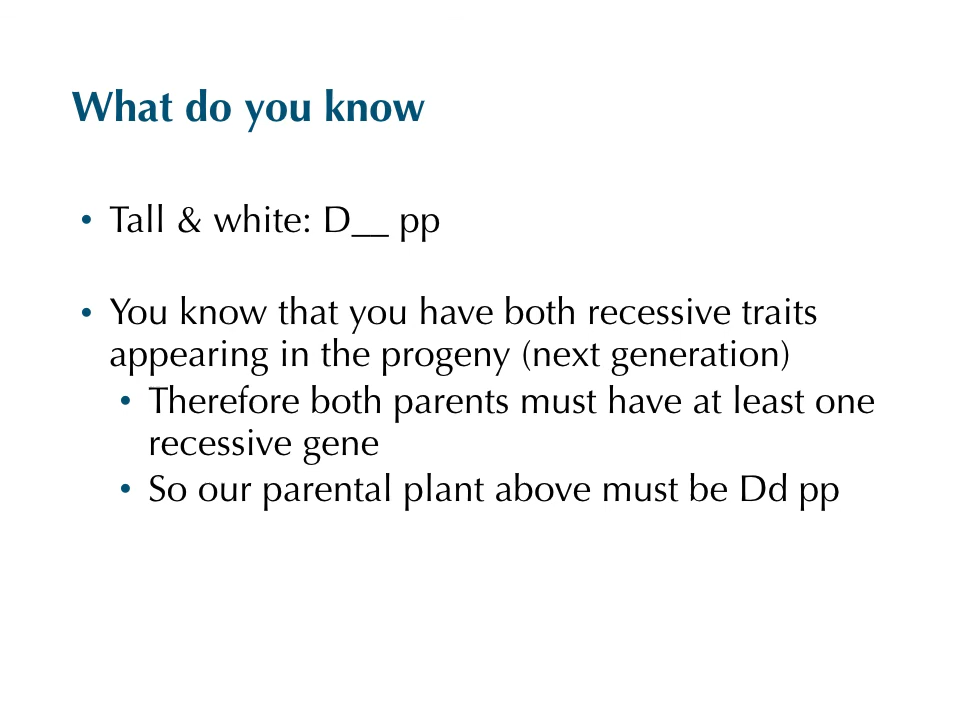 What do you know
• Tall & white: D__ pp
• You know that you have both recessive traits
appearing in the progeny (next generation)
• Therefore both parents must have at least one
recessive gene
• So our parental plant above must be Dd pp